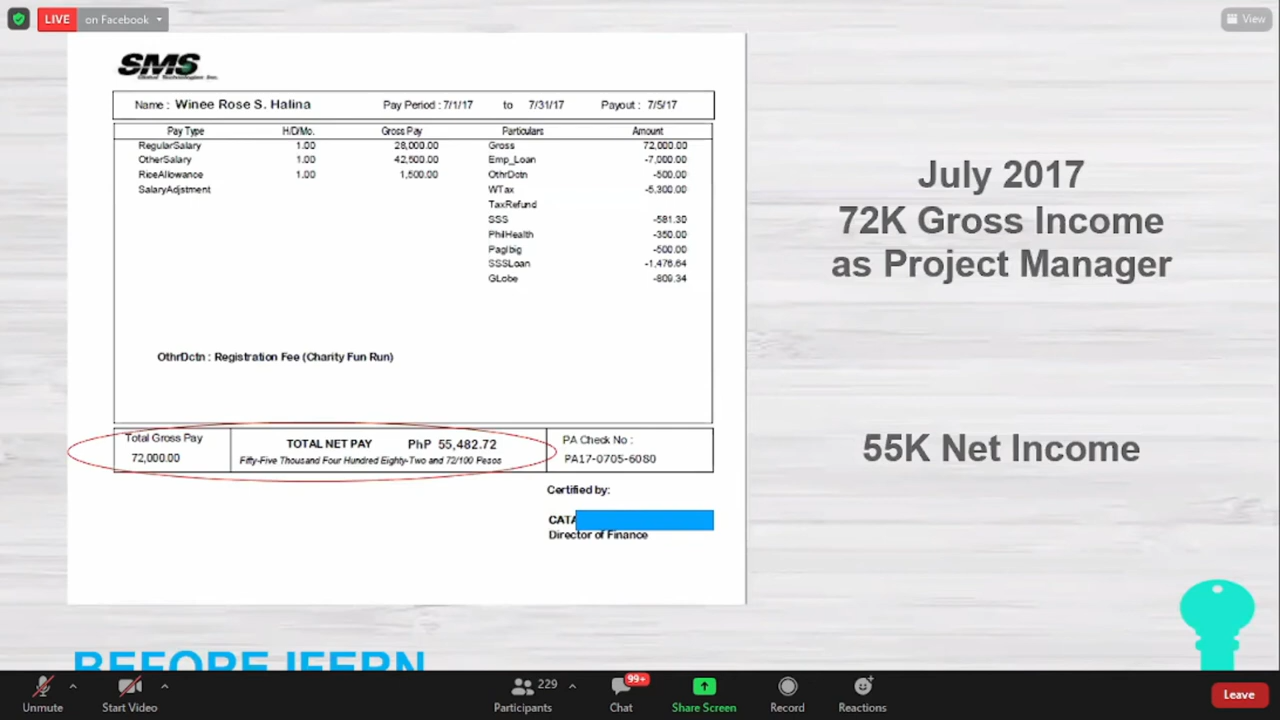 LIVE on Facebook
View
SMS
Global Technologies Inc.
Name : Winee Rose S. Halina Pay Period : 7/1/17 to 7/31/17 Payout : 7/5/17
Pay Type H/D/Mo. Gross Pay Particulars Amount
RegularSalary 1.00 28,000.00 Gross 72,000.00
OtherSalary 1.00 42,500.00 Emp_Loan -7,000.00
RiceAllowance 1.00 1,500.00 OthrDctn -500.00
SalaryAdjstment WTax -5,300.00
TaxRefund
SSS -581.30
PhilHealth -350.00
PagIbig -500.00
SSSLoan -1,476.64
GLobe -809.34
OthrDctn : Registration Fee (Charity Fun Run)
Total Gross Pay TOTAL NET PAY PhP 55,482.72 PA Check No :
72,000.00 Fifty-Five Thousand Four Hundred Eighty-Two and 72/100 Pesos PA17-0705-6080
Certified by:
CATA
Director of Finance
July 2017
72K Gross Income
as Project Manager
55K Net Income
BEFORE IFERN
Unmute Start Video Participants 229 Chat 99+ Share Screen Record Reactions Leave